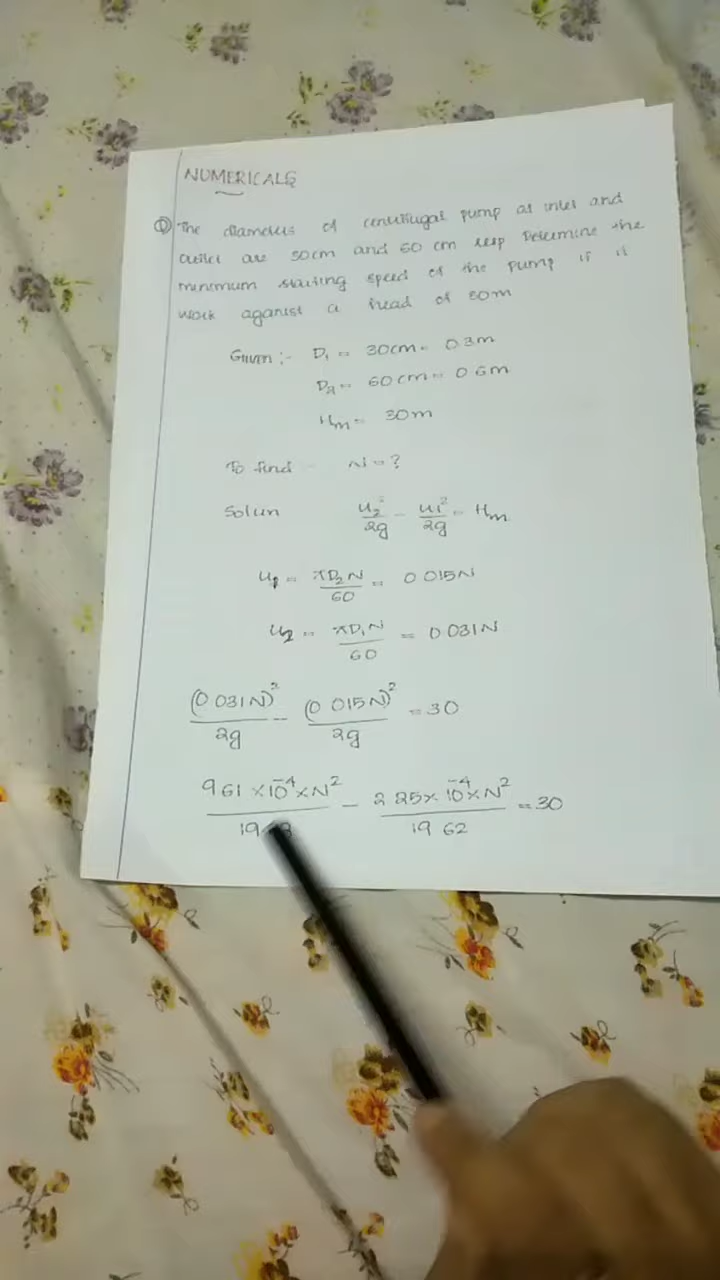 NUMERICALS
① The diameters of centrifugal pump at inlet and
outlet are 30cm and 60 cm resp Determine the
minimum starting speed of the pump if it
work aganist a head of 30m
Given :- D₁ = 30cm = 0.3m
D₂ = 60cm = 0.6m
Hm = 30m
To find - N = ?
Solun u₂²/2g - u₁²/2g = Hm
u₁ = πD₂N/60 = 0.015N
u₂ = πD₁N/60 = 0.031N
(0.031N)²/2g - (0.015N)²/2g = 30
9.61 × 10⁻⁴ × N²/19.62 - 2.25 × 10⁻⁴ × N²/19.62 = 30